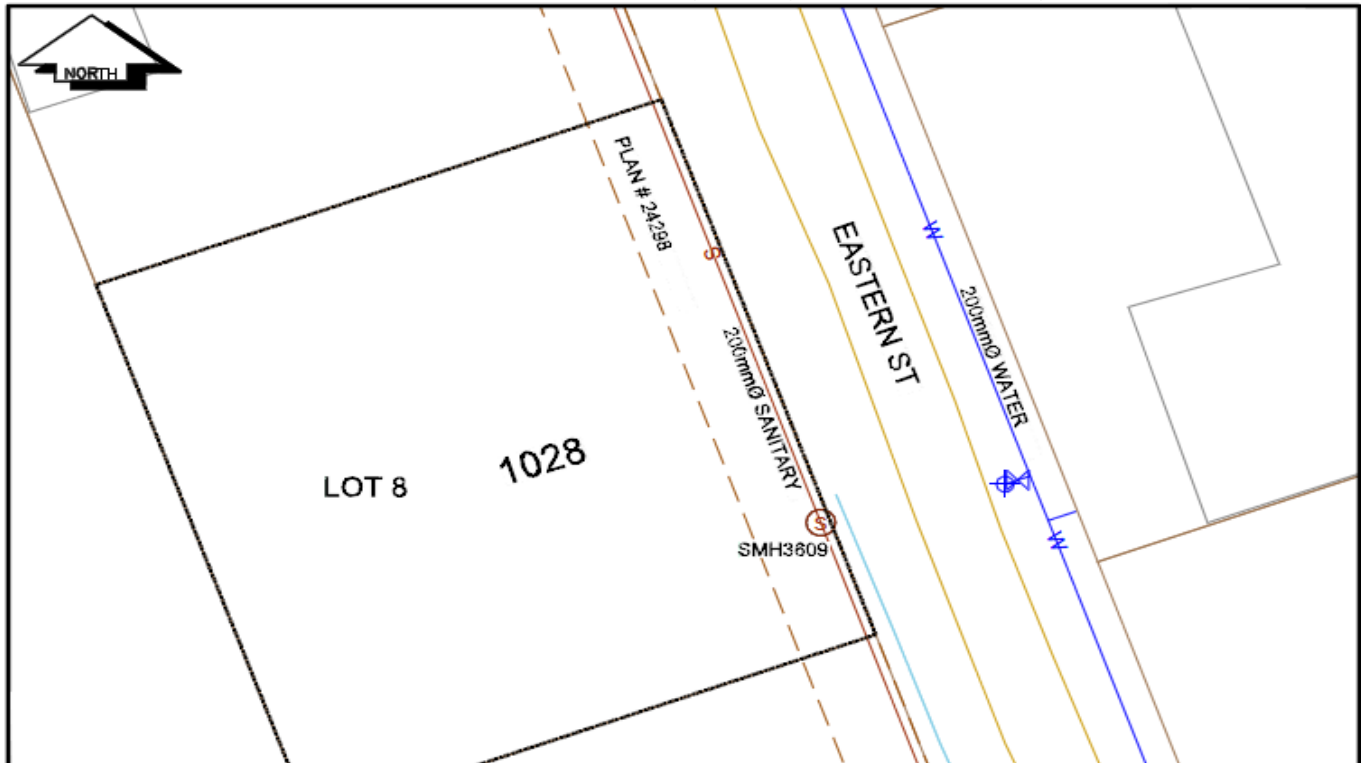 NORTH
PLAN # 24298
S
EASTERN ST
W
200mmØ WATER
200mmØ SANITARY
1028
LOT 8
S
SMH3609
W